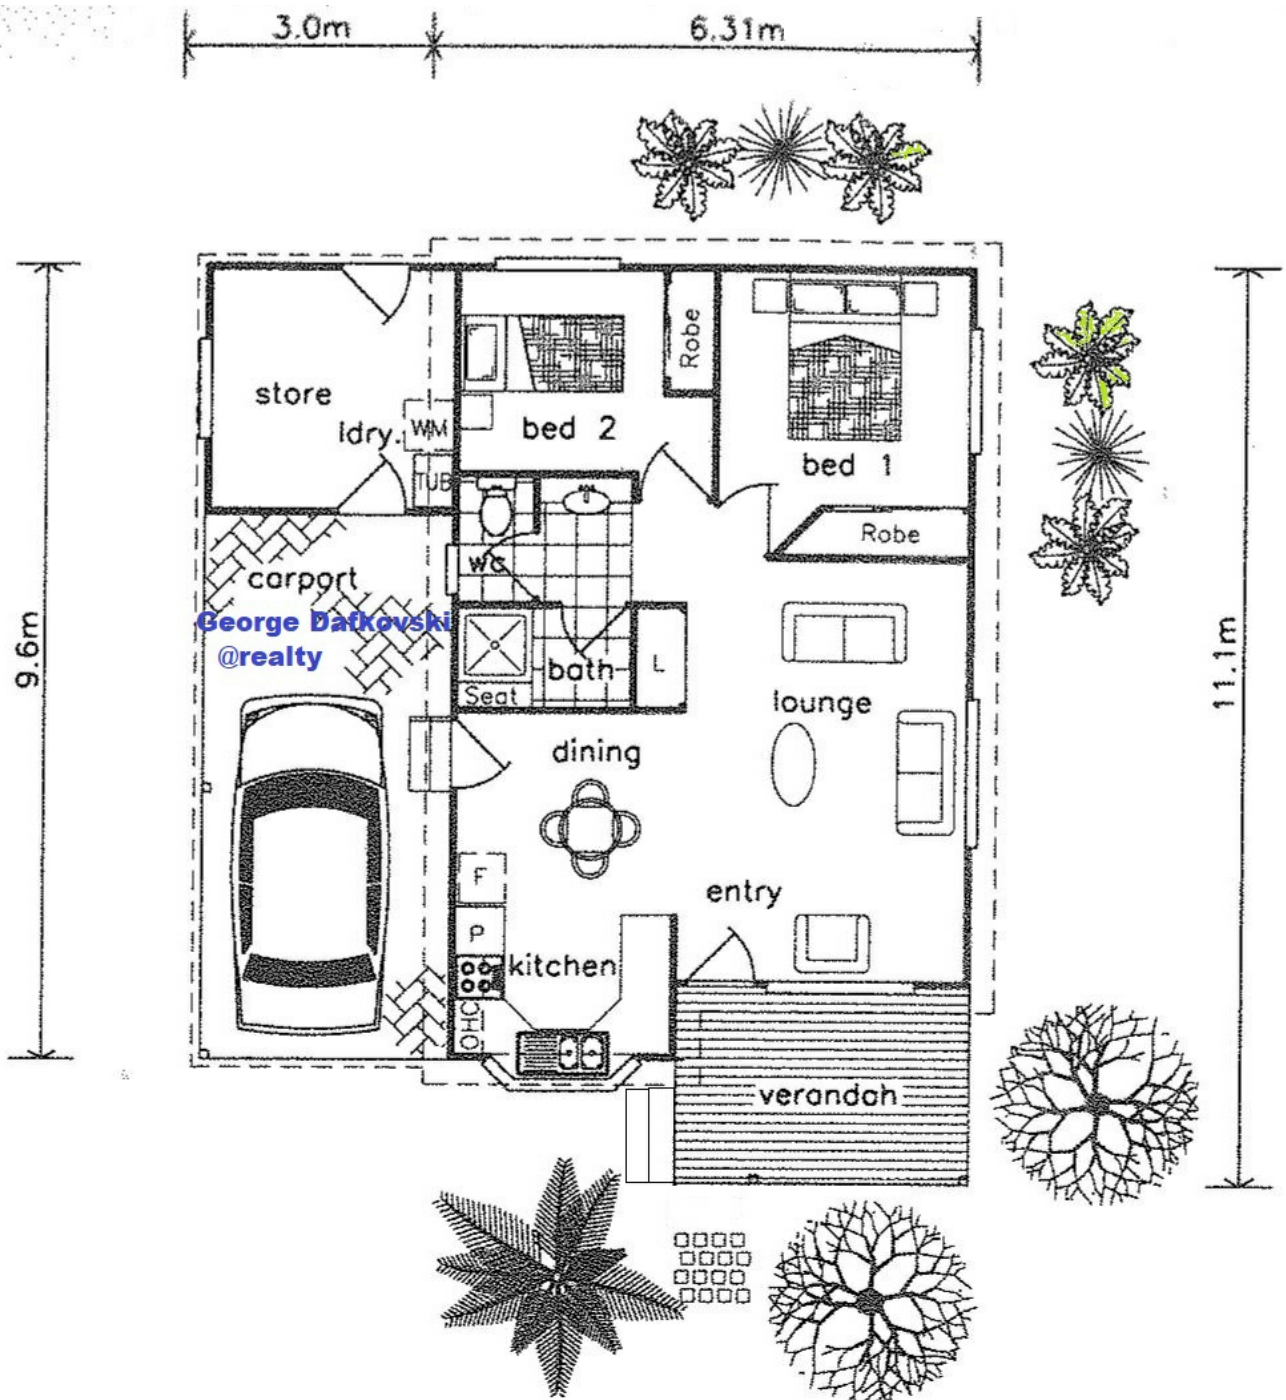 3.0m
6.31m
9.6m
11.1m
store
ldry.
WM
TUB
bed 2
Robe
bed 1
Robe
WC
carport
George Dafkovski
@realty
bath
L
Seat
lounge
dining
F
entry
P
kitchen
OHC
verandah